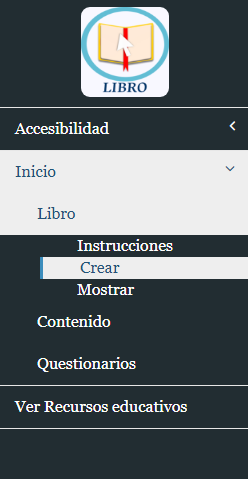 LIBRO
Accesibilidad
Inicio
Libro
Instrucciones
Crear
Mostrar
Contenido
Questionarios
Ver Recursos educativos